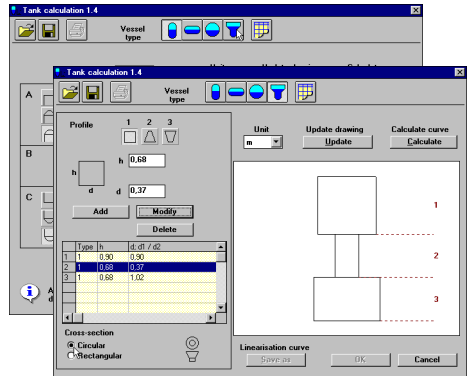 Tank calculation 1.4
Vessel type
A
B
C
Tank calculation 1.4
Vessel type
Profile 1 2 3
h 0,68
h
d d 0,37
Add Modify
Delete
Type h d; d1 / d2
1 1 0,90 0,90
2 1 0,68 0,37
3 1 0,68 1,02
Cross-section
Circular
Rectangular
Unit Update drawing Calculate curve
m Update Calculate
1
2
3
Linearisation curve
Save as OK Cancel